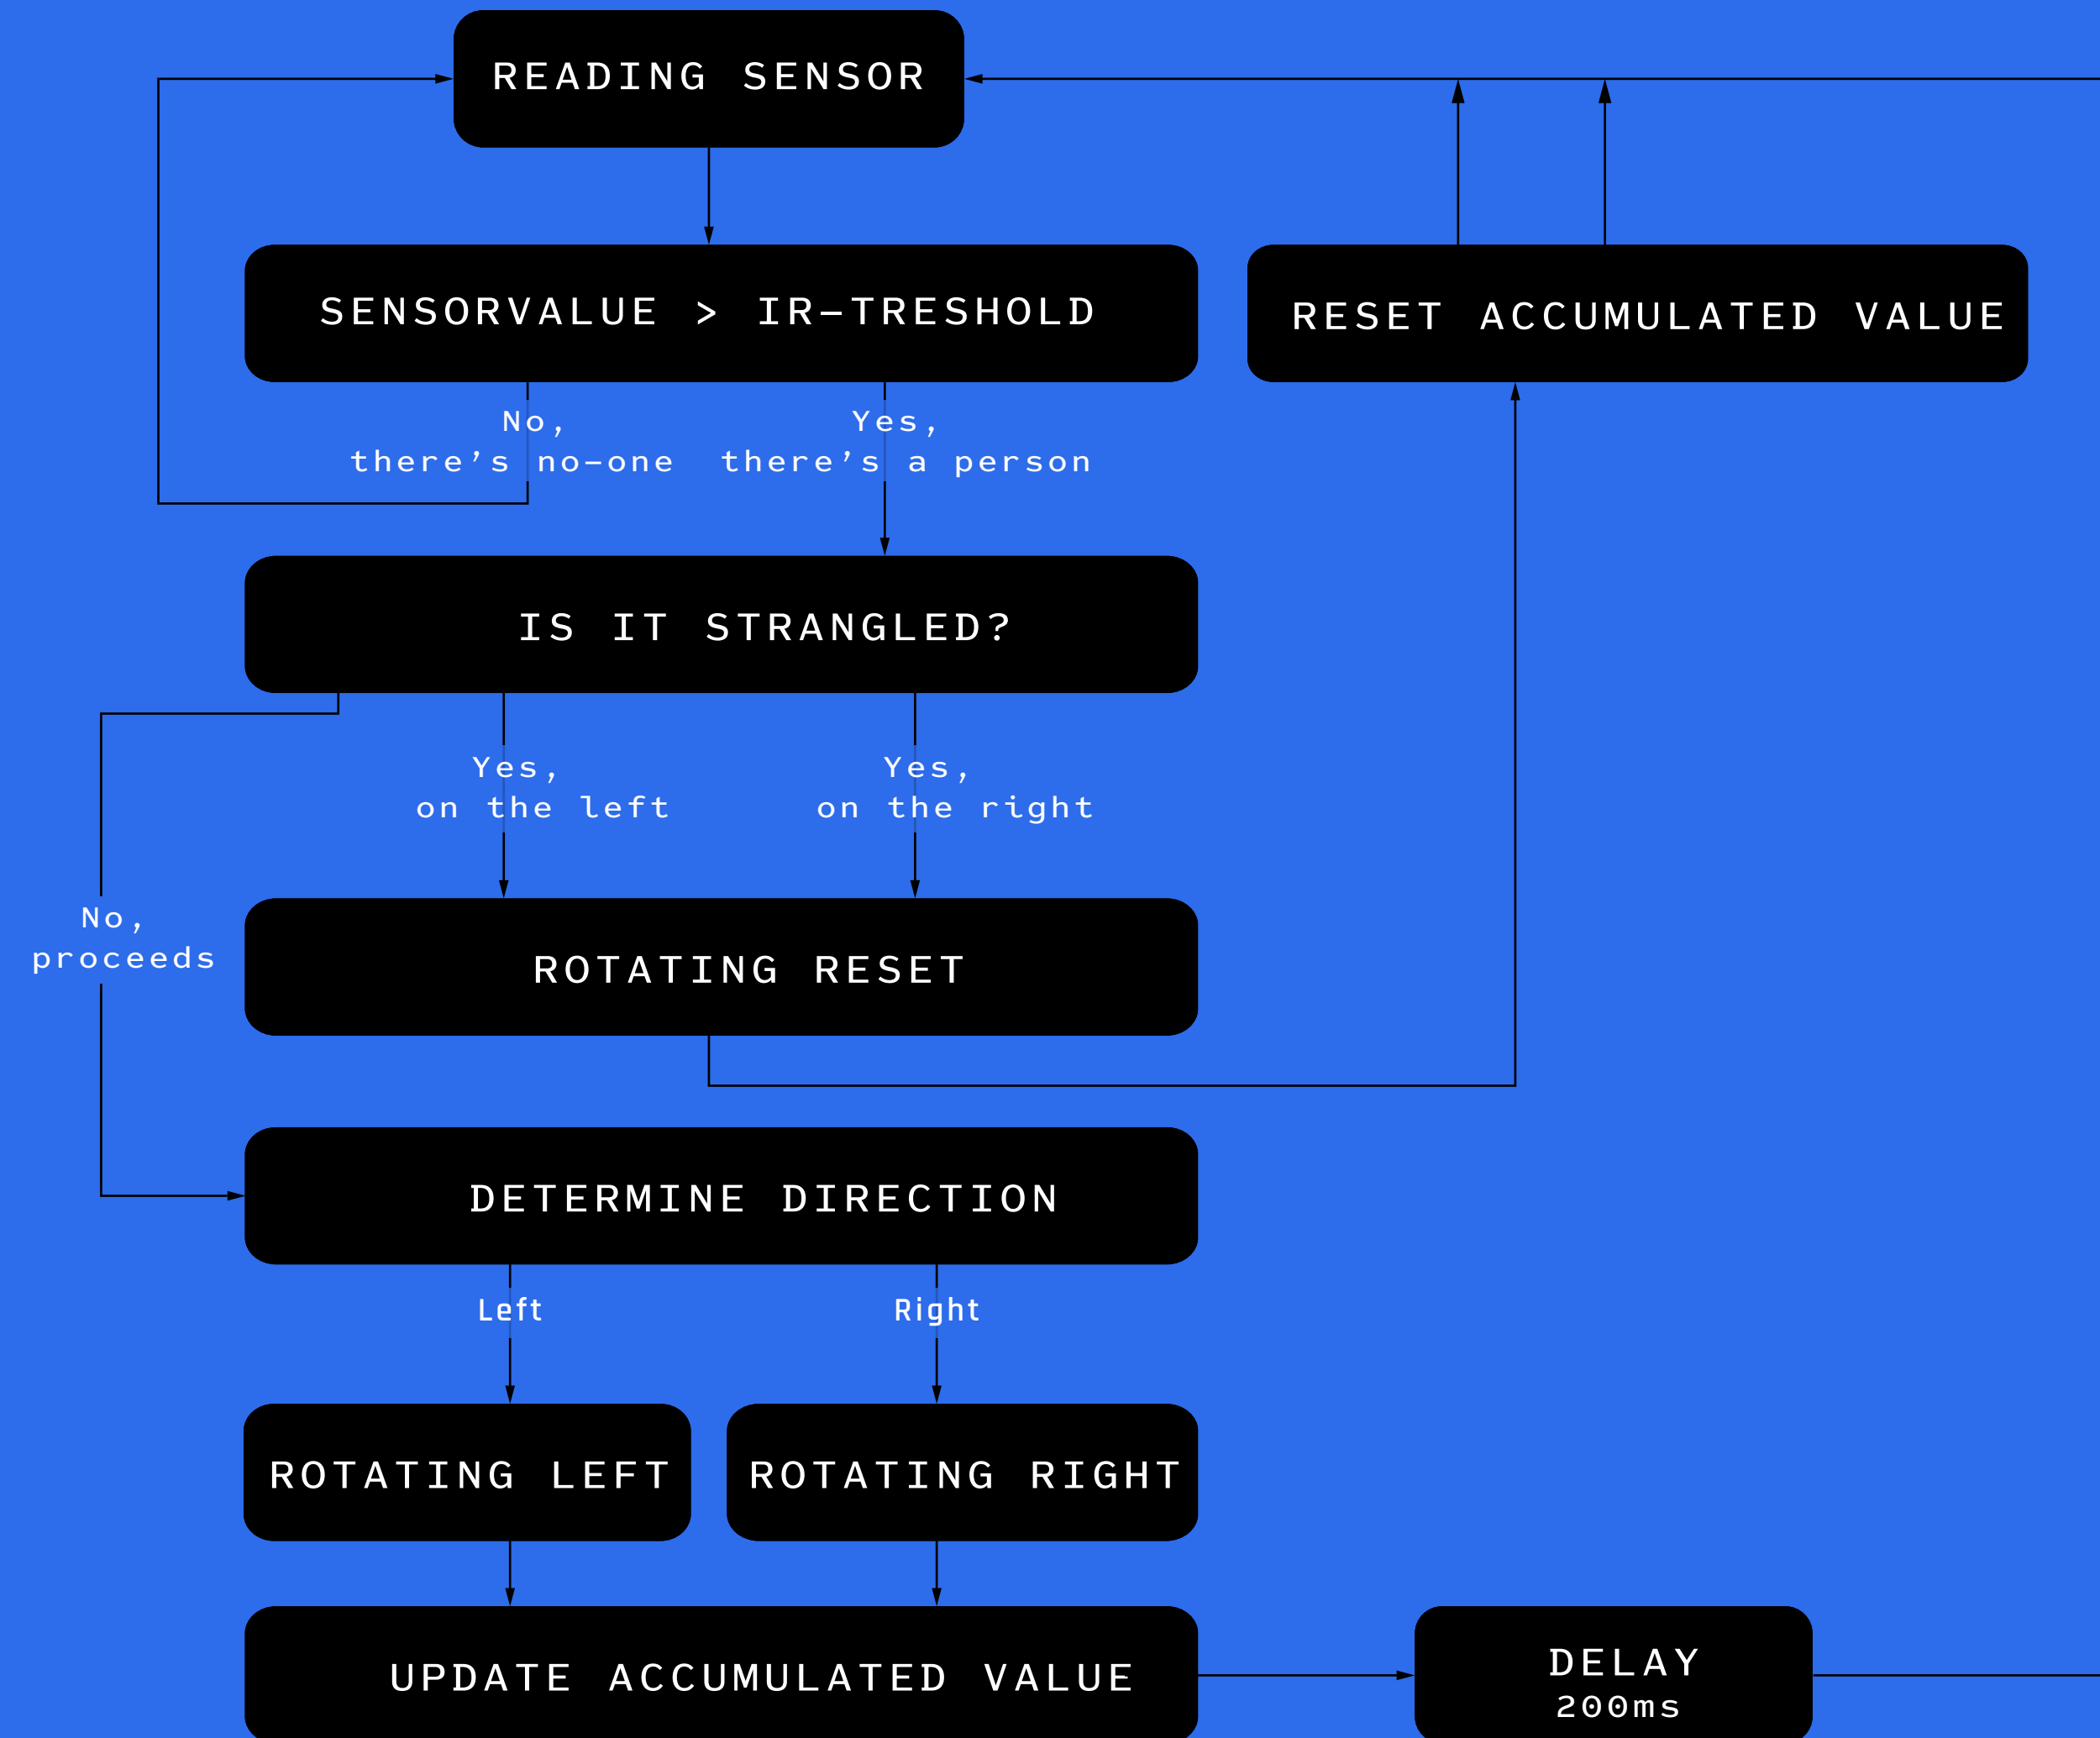 READING SENSOR
SENSORVALUE > IR-TRESHOLD
RESET ACCUMULATED VALUE
No,
there's no-one
Yes,
there's a person
IS IT STRANGLED?
Yes,
on the left
Yes,
on the right
No,
proceeds
ROTATING RESET
DETERMINE DIRECTION
Left
Right
ROTATING LEFT
ROTATING RIGHT
UPDATE ACCUMULATED VALUE
DELAY
200ms